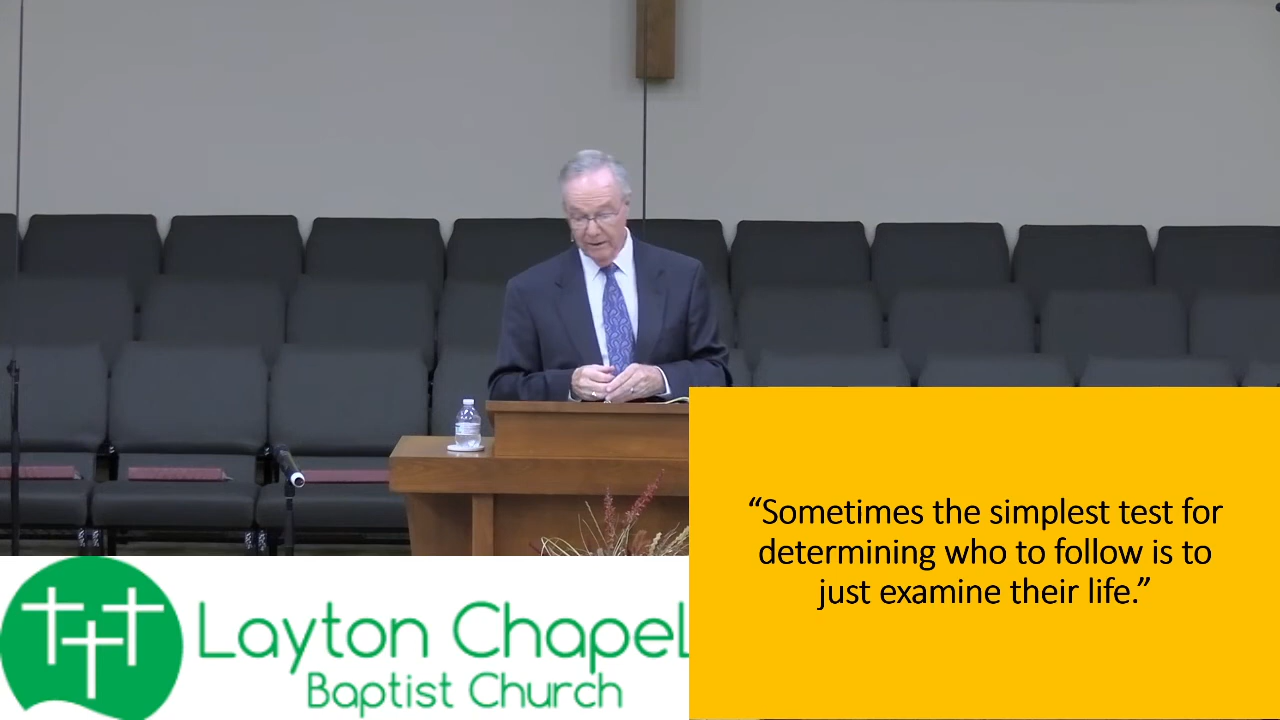 “Sometimes the simplest test for
determining who to follow is to
just examine their life.”
Layton Chapel
Baptist Church